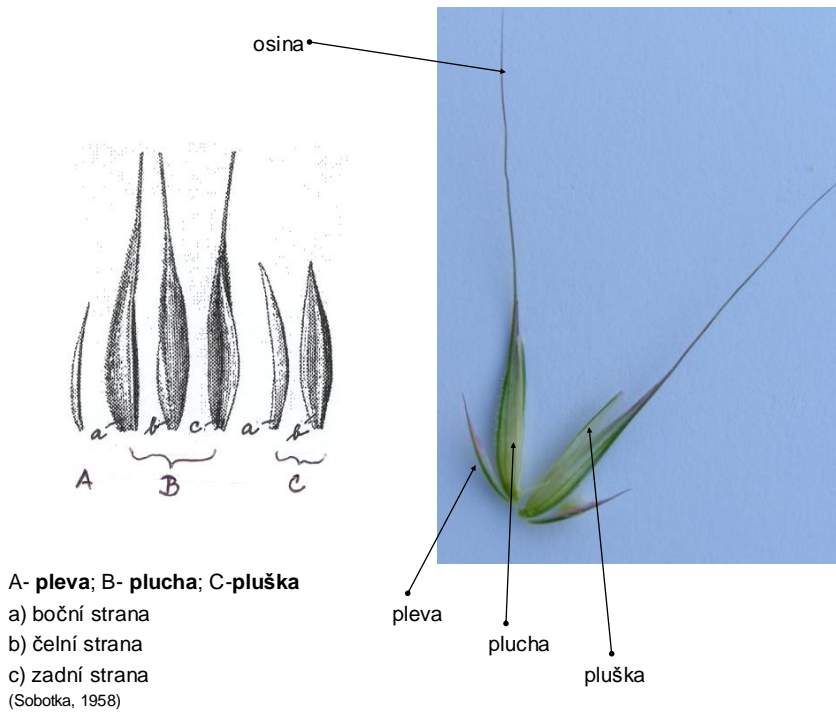 osina
a b c a b
A B C
A- pleva; B- plucha; C-pluška
a) boční strana
b) čelní strana
c) zadní strana
(Sobotka, 1958)
pleva
plucha
pluška